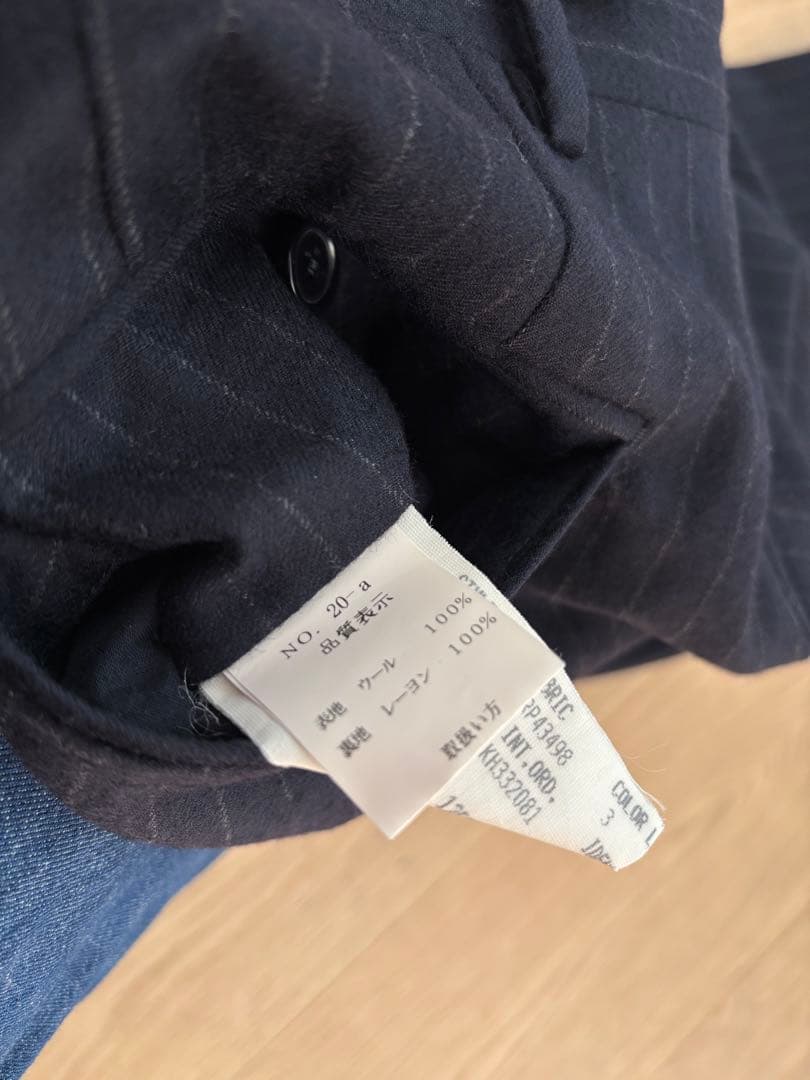 NO. 20-a
品質表示
表地 ウール 100%
裏地 レーヨン 100%
取扱い方
RP43498
INT.ORD.
KH332081
COLOR
3